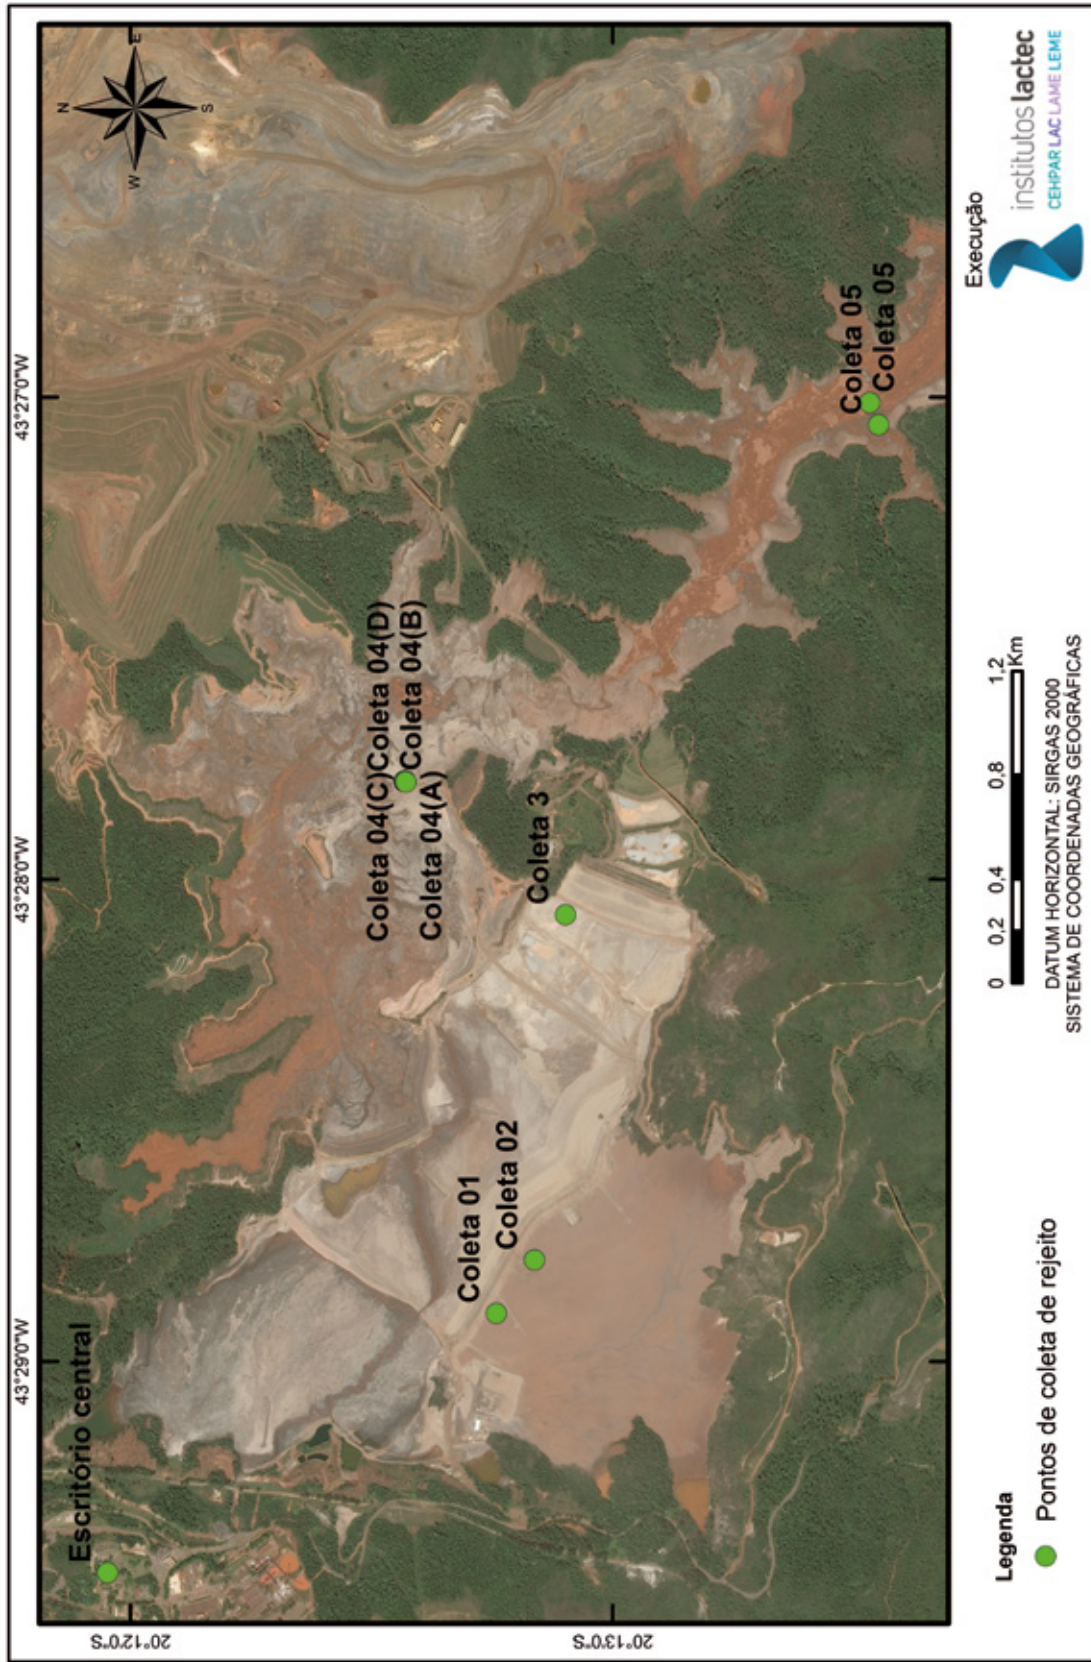 43°29'0"W
43°28'0"W
43°27'0"W
20°12'0"S
20°13'0"S
N
E
S
W
Escritório central
Coleta 01
Coleta 02
Coleta 3
Coleta 04(C)
Coleta 04(D)
Coleta 04(A)
Coleta 04(B)
Coleta 05
Coleta 05
Legenda
Pontos de coleta de rejeito
0 0,2 0,4 0,8 1,2
Km
DATUM HORIZONTAL: SIRGAS 2000
SISTEMA DE COORDENADAS GEOGRÁFICAS
Execução
institutos lactec
CEHPAR LAC LAME LEME